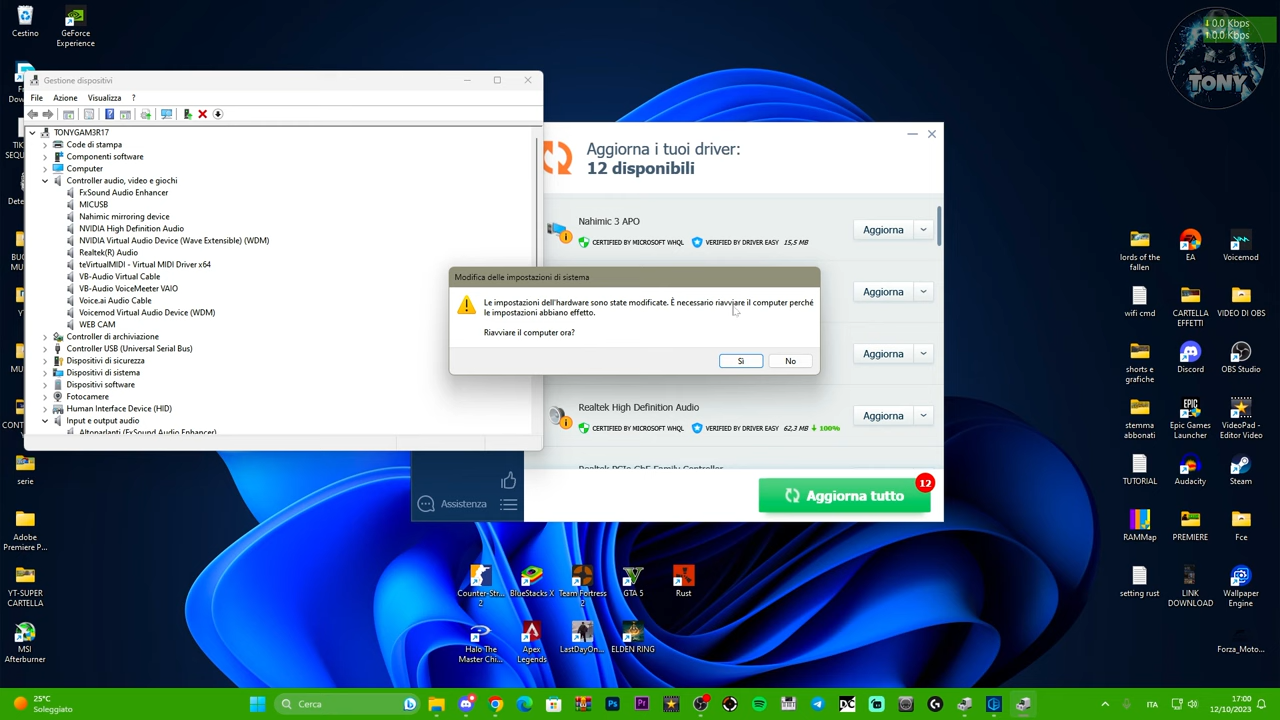 Cestino
GeForce
Experience
0.0 Kbps
0.0 Kbps
TONY
Gestione dispositivi
File Azione Visualizza ?
TONYGAM3R17
Code di stampa
Componenti software
Computer
Controller audio, video e giochi
FxSound Audio Enhancer
MICUSB
Nahimic mirroring device
NVIDIA High Definition Audio
NVIDIA Virtual Audio Device (Wave Extensible) (WDM)
Realtek(R) Audio
teVirtualMIDI - Virtual MIDI Driver x64
VB-Audio Virtual Cable
VB-Audio VoiceMeeter VAIO
Voice.ai Audio Cable
Voicemod Virtual Audio Device (WDM)
WEB CAM
Controller di archiviazione
Controller USB (Universal Serial Bus)
Dispositivi di sicurezza
Dispositivi di sistema
Dispositivi software
Fotocamere
Human Interface Device (HID)
Input e output audio
Altoparlanti (FxSound Audio Enhancer)
Aggiorna i tuoi driver:
12 disponibili
Nahimic 3 APO
CERTIFIED BY MICROSOFT WHQL VERIFIED BY DRIVER EASY 15,5 MB
Aggiorna
Aggiorna
Aggiorna
Realtek High Definition Audio
CERTIFIED BY MICROSOFT WHQL VERIFIED BY DRIVER EASY 62,3 MB 100%
Aggiorna
Realtek PCIe GbE Family Controller
Assistenza
Aggiorna tutto
12
Modifica delle impostazioni di sistema
Le impostazioni dell'hardware sono state modificate. È necessario riavviare il computer perché
le impostazioni abbiano effetto.
Riavviare il computer ora?
Sì No
serie
Adobe
Premiere P...
YT-SUPER
CARTELLA
MSI
Afterburner
Counter-Str...
2
BlueStacks X
Team Fortress
2
GTA 5
Rust
Halo The
Master Chi...
Apex
Legends
LastDayOn...
ELDEN RING
lords of the
fallen
EA
Voicemod
wifi cmd
CARTELLA
EFFETTI
VIDEO DI OBS
shorts e
grafiche
Discord
OBS Studio
stemma
abbonati
Epic Games
Launcher
VideoPad -
Editor Video
TUTORIAL
Audacity
Steam
RAMMap
PREMIERE
Fce
setting rust
LINK
DOWNLOAD
Wallpaper
Engine
Forza_Moto...
25°C
Soleggiato
Cerca
ITA
17:00
12/10/2023